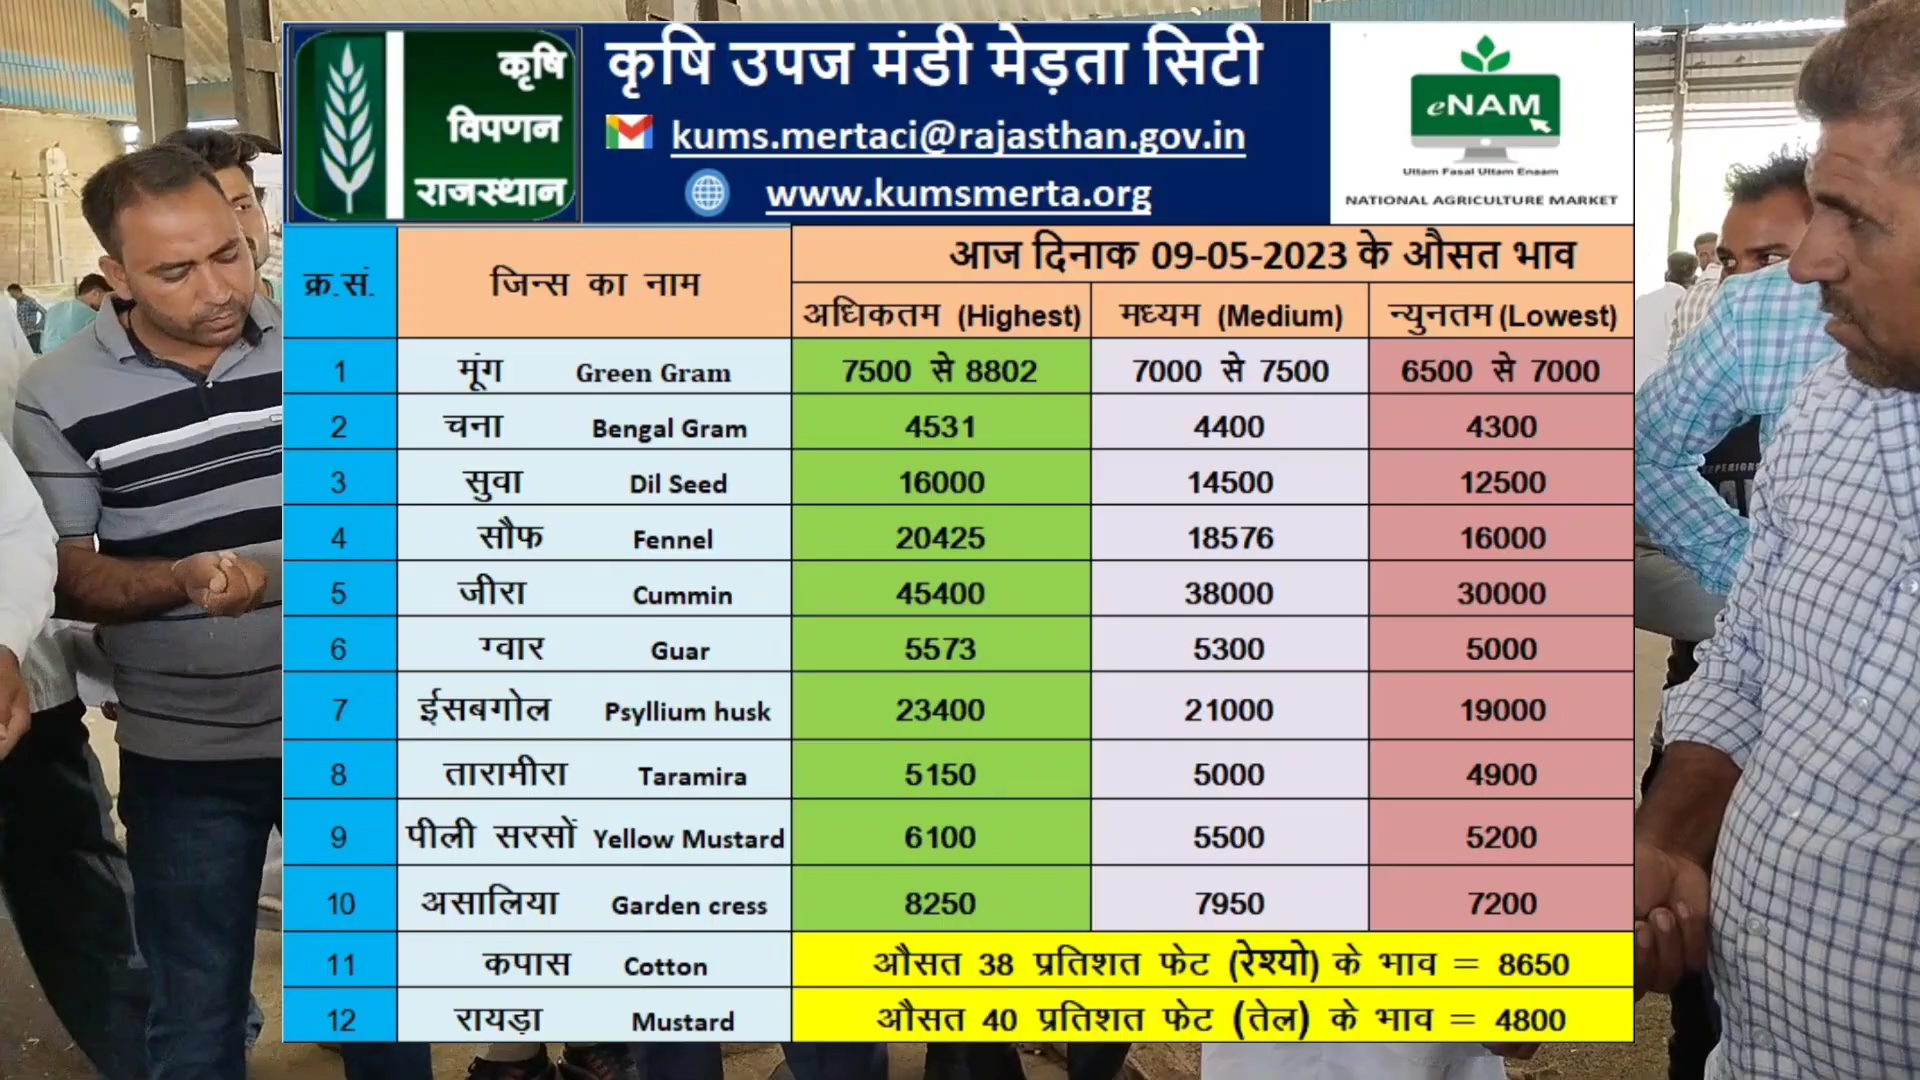 कृषि
विपणन
राजस्थान
कृषि उपज मंडी मेड़ता सिटी
kums.mertaci@rajasthan.gov.in
www.kumsmerta.org
eNAM
Uttam Fasal Uttam Enaam
NATIONAL AGRICULTURE MARKET
क्र.सं. जिन्स का नाम आज दिनाक 09-05-2023 के औसत भाव
अधिकतम (Highest) मध्यम (Medium) न्युनतम (Lowest)
1 मूंग Green Gram 7500 से 8802 7000 से 7500 6500 से 7000
2 चना Bengal Gram 4531 4400 4300
3 सुवा Dil Seed 16000 14500 12500
4 सौफ Fennel 20425 18576 16000
5 जीरा Cummin 45400 38000 30000
6 ग्वार Guar 5573 5300 5000
7 ईसबगोल Psyllium husk 23400 21000 19000
8 तारामीरा Taramira 5150 5000 4900
9 पीली सरसों Yellow Mustard 6100 5500 5200
10 असालिया Garden cress 8250 7950 7200
11 कपास Cotton औसत 38 प्रतिशत फेट (रेश्यो) के भाव = 8650
12 रायड़ा Mustard औसत 40 प्रतिशत फेट (तेल) के भाव = 4800